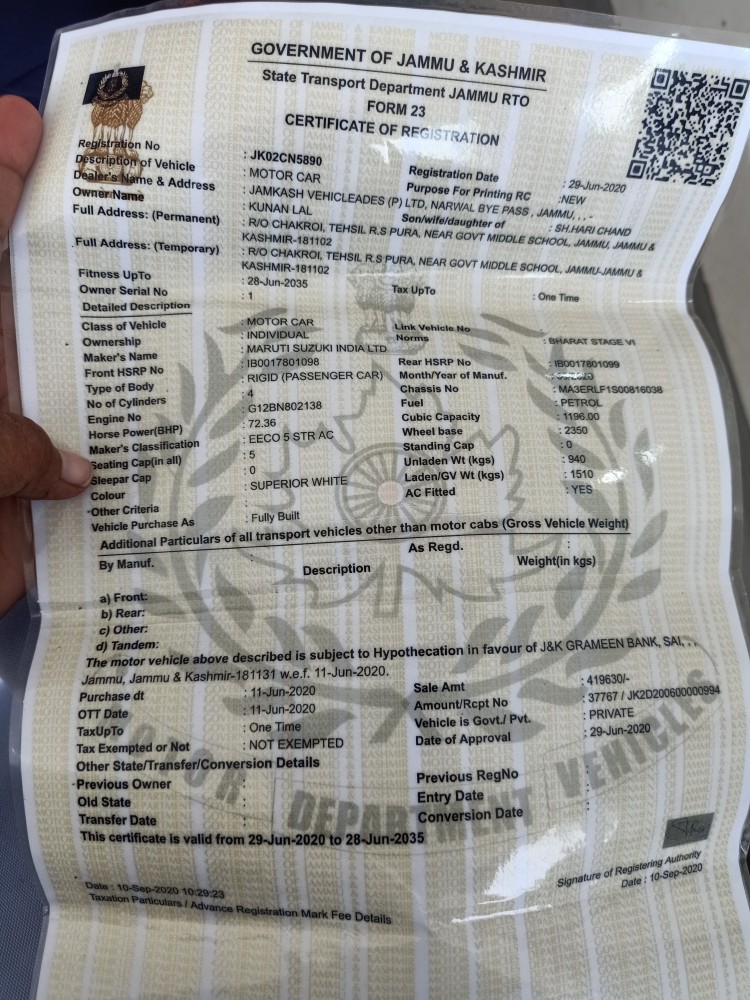 GOVERNMENT OF JAMMU & KASHMIR
State Transport Department JAMMU RTO
FORM 23
CERTIFICATE OF REGISTRATION
Registration No : JK02CN5890 Registration Date : 29-Jun-2020
Description of Vehicle : MOTOR CAR Purpose For Printing RC :NEW
Dealer's Name & Address : JAMKASH VEHICLEADES (P) LTD, NARWAL BYE PASS , JAMMU, , , -
Owner Name : KUNAN LAL Son/wife/daughter of : SH.HARI CHAND
Full Address: (Permanent) : R/O CHAKROI, TEHSIL R.S PURA, NEAR GOVT MIDDLE SCHOOL, JAMMU, JAMMU &
KASHMIR-181102
Full Address: (Temporary) : R/O CHAKROI, TEHSIL R.S PURA, NEAR GOVT MIDDLE SCHOOL, JAMMU-JAMMU &
KASHMIR-181102
Fitness UpTo : 28-Jun-2035 Tax UpTo : One Time
Owner Serial No : 1
Detailed Description
Class of Vehicle : MOTOR CAR Link Vehicle No
Ownership : INDIVIDUAL Norms : BHARAT STAGE VI
Maker's Name : MARUTI SUZUKI INDIA LTD
Front HSRP No : IB0017801098 Rear HSRP No : IB0017801099
Type of Body : RIGID (PASSENGER CAR) Month/Year of Manuf.
No of Cylinders : 4 Chassis No : MA3ERLF1S00816038
Engine No : G12BN802138 Fuel : PETROL
Horse Power(BHP) : 72.36 Cubic Capacity : 1196.00
Maker's Classification : EECO 5 STR AC Wheel base : 2350
Seating Cap(in all) : 5 Standing Cap : 0
Sleepar Cap : 0 Unladen Wt (kgs) : 940
Colour : SUPERIOR WHITE Laden/GV Wt (kgs) : 1510
Other Criteria : AC Fitted : YES
Vehicle Purchase As : Fully Built
Additional Particulars of all transport vehicles other than motor cabs (Gross Vehicle Weight)
By Manuf. As Regd. :
Description Weight(in kgs)
a) Front:
b) Rear:
c) Other:
d) Tandem:
The motor vehicle above described is subject to Hypothecation in favour of J&K GRAMEEN BANK, SAI, , ,
Jammu, Jammu & Kashmir-181131 w.e.f. 11-Jun-2020.
Purchase dt : 11-Jun-2020 Sale Amt : 419630/-
OTT Date : 11-Jun-2020 Amount/Rcpt No : 37767 / JK2D200600000994
TaxUpTo : One Time Vehicle is Govt./ Pvt. : PRIVATE
Tax Exempted or Not : NOT EXEMPTED Date of Approval : 29-Jun-2020
Other State/Transfer/Conversion Details
Previous Owner : Previous RegNo :
Old State : Entry Date :
Transfer Date : Conversion Date :
This certificate is valid from 29-Jun-2020 to 28-Jun-2035
MOTOR VEHICLES DEPARTMENT
Signature of Registering Authority
Date : 10-Sep-2020 10:29:23 Date : 10-Sep-2020
Taxation Particulars / Advance Registration Mark Fee Details